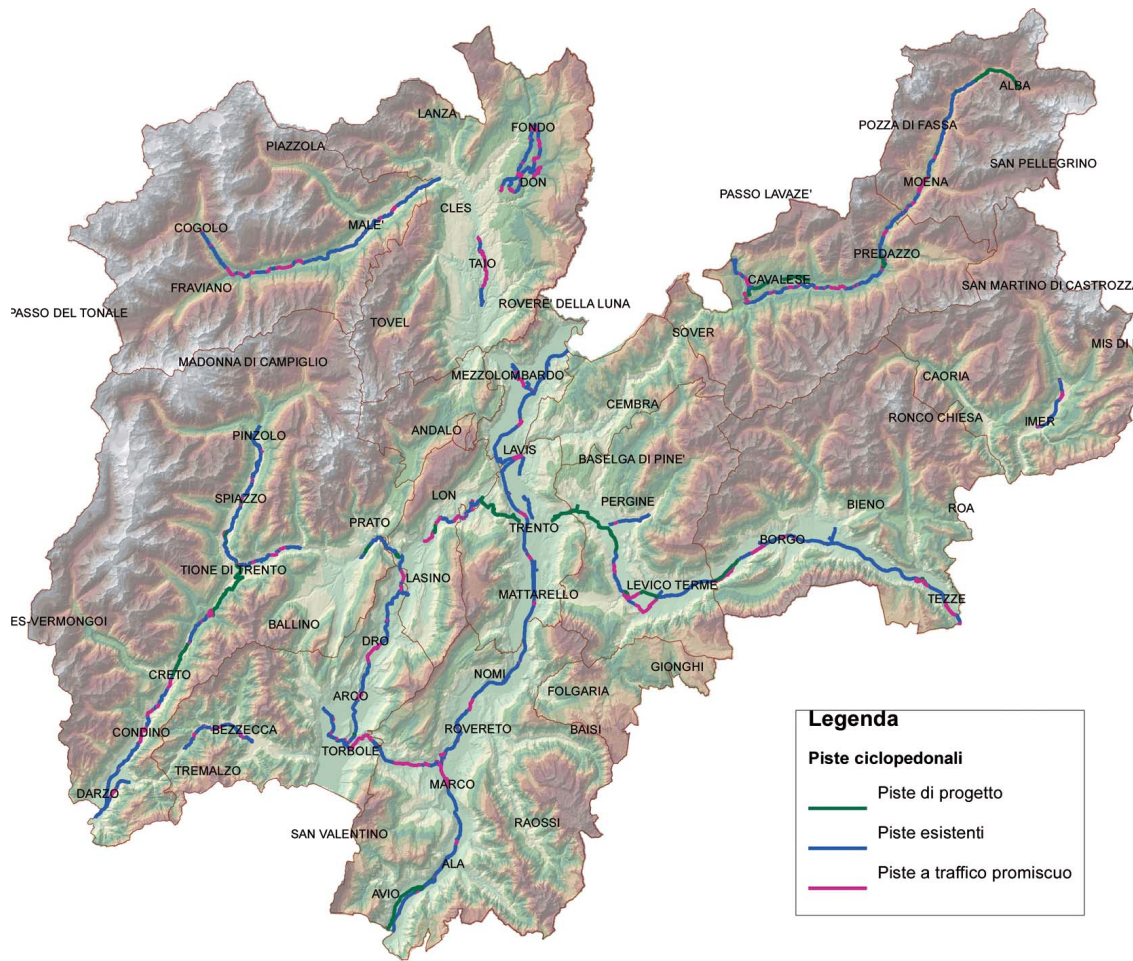 ALBA
LANZA
FONDO
POZZA DI FASSA
PIAZZOLA
SAN PELLEGRINO
DON
MOENA
PASSO LAVAZE'
CLES
MALE'
COGOLO
PREDAZZO
TAIO
CAVALESE
FRAVIANO
SAN MARTINO DI CASTROZZA
ROVERE' DELLA LUNA
PASSO DEL TONALE
TOVEL
SOVER
MIS DI
MADONNA DI CAMPIGLIO
MEZZOLOMBARDO
CAORIA
CEMBRA
RONCO CHIESA
IMER
ANDALO
PINZOLO
LAVIS
BASELGA DI PINE'
LON
SPIAZZO
PERGINE
BIENO
ROA
PRATO
TRENTO
BORGO
TIONE DI TRENTO
LASINO
LEVICO TERME
MATTARELLO
TEZZE
ES-VERMONGOI
BALLINO
DRO
GIONGHI
CRETO
NOMI
FOLGARIA
ARCO
CONDINO
BEZZECCA
ROVERETO
BAISI
TORBOLE
TREMALZO
MARCO
DARZO
RAOSSI
SAN VALENTINO
ALA
AVIO
Legenda
Piste ciclopedonali
Piste di progetto
Piste esistenti
Piste a traffico promiscuo